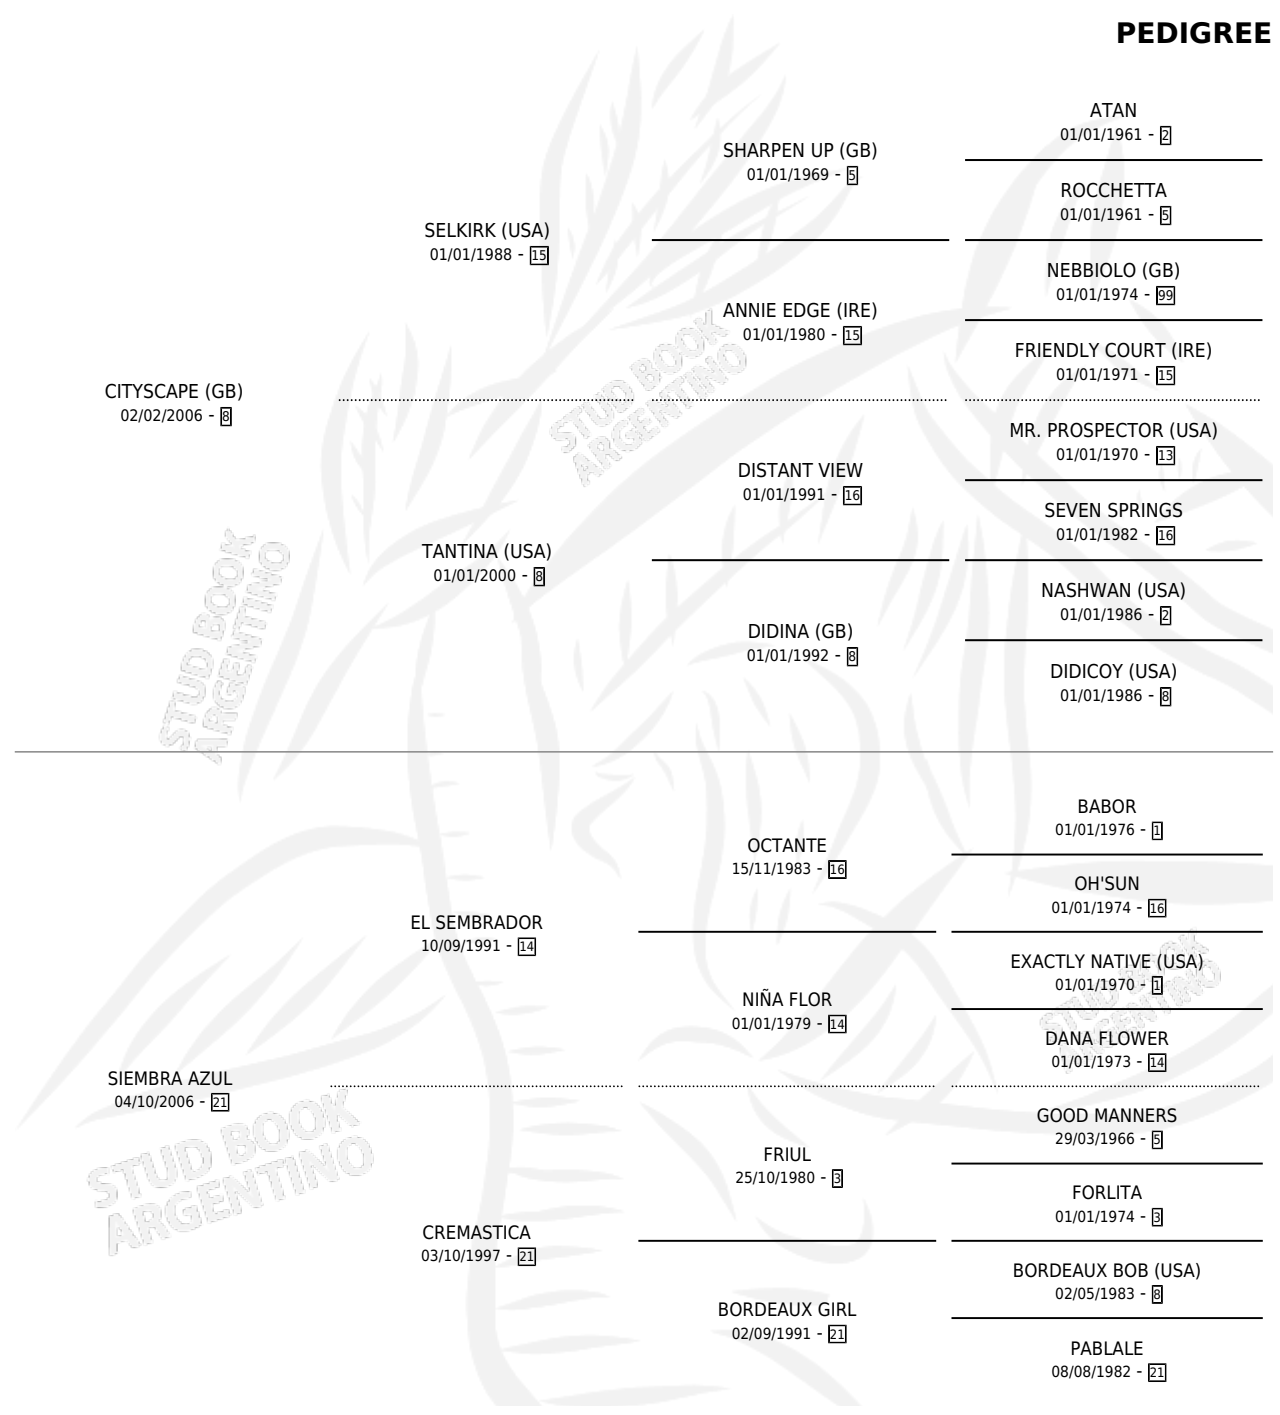 PEDIGREE
CITYSCAPE (GB)
02/02/2006 - 8
SELKIRK (USA)
01/01/1988 - 15
SHARPEN UP (GB)
01/01/1969 - 5
ATAN
01/01/1961 - 2
ROCCHETTA
01/01/1961 - 5
ANNIE EDGE (IRE)
01/01/1980 - 15
NEBBIOLO (GB)
01/01/1974 - 99
FRIENDLY COURT (IRE)
01/01/1971 - 15
TANTINA (USA)
01/01/2000 - 8
DISTANT VIEW
01/01/1991 - 16
MR. PROSPECTOR (USA)
01/01/1970 - 13
SEVEN SPRINGS
01/01/1982 - 16
DIDINA (GB)
01/01/1992 - 8
NASHWAN (USA)
01/01/1986 - 2
DIDICOY (USA)
01/01/1986 - 8
SIEMBRA AZUL
04/10/2006 - 21
EL SEMBRADOR
10/09/1991 - 14
OCTANTE
15/11/1983 - 16
BABOR
01/01/1976 - 1
OH'SUN
01/01/1974 - 16
NIÑA FLOR
01/01/1979 - 14
EXACTLY NATIVE (USA)
01/01/1970 - 1
DANA FLOWER
01/01/1973 - 14
CREMASTICA
03/10/1997 - 21
FRIUL
25/10/1980 - 3
GOOD MANNERS
29/03/1966 - 5
FORLITA
01/01/1974 - 3
BORDEAUX GIRL
02/09/1991 - 21
BORDEAUX BOB (USA)
02/05/1983 - 8
PABLALE
08/08/1982 - 21
STUD BOOK
ARGENTINO
STUD BOOK
ARGENTINO
STUD BOOK
ARGENTINO
STUD BOOK
ARGENTINO